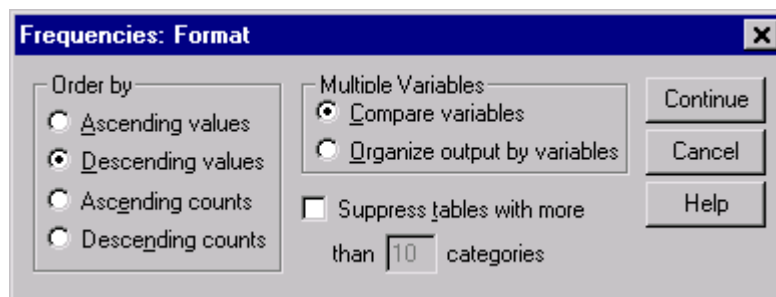 Frequencies: Format
Order by
Ascending values
Descending values
Ascending counts
Descending counts
Multiple Variables
Compare variables
Organize output by variables
Suppress tables with more
than 10 categories
Continue
Cancel
Help